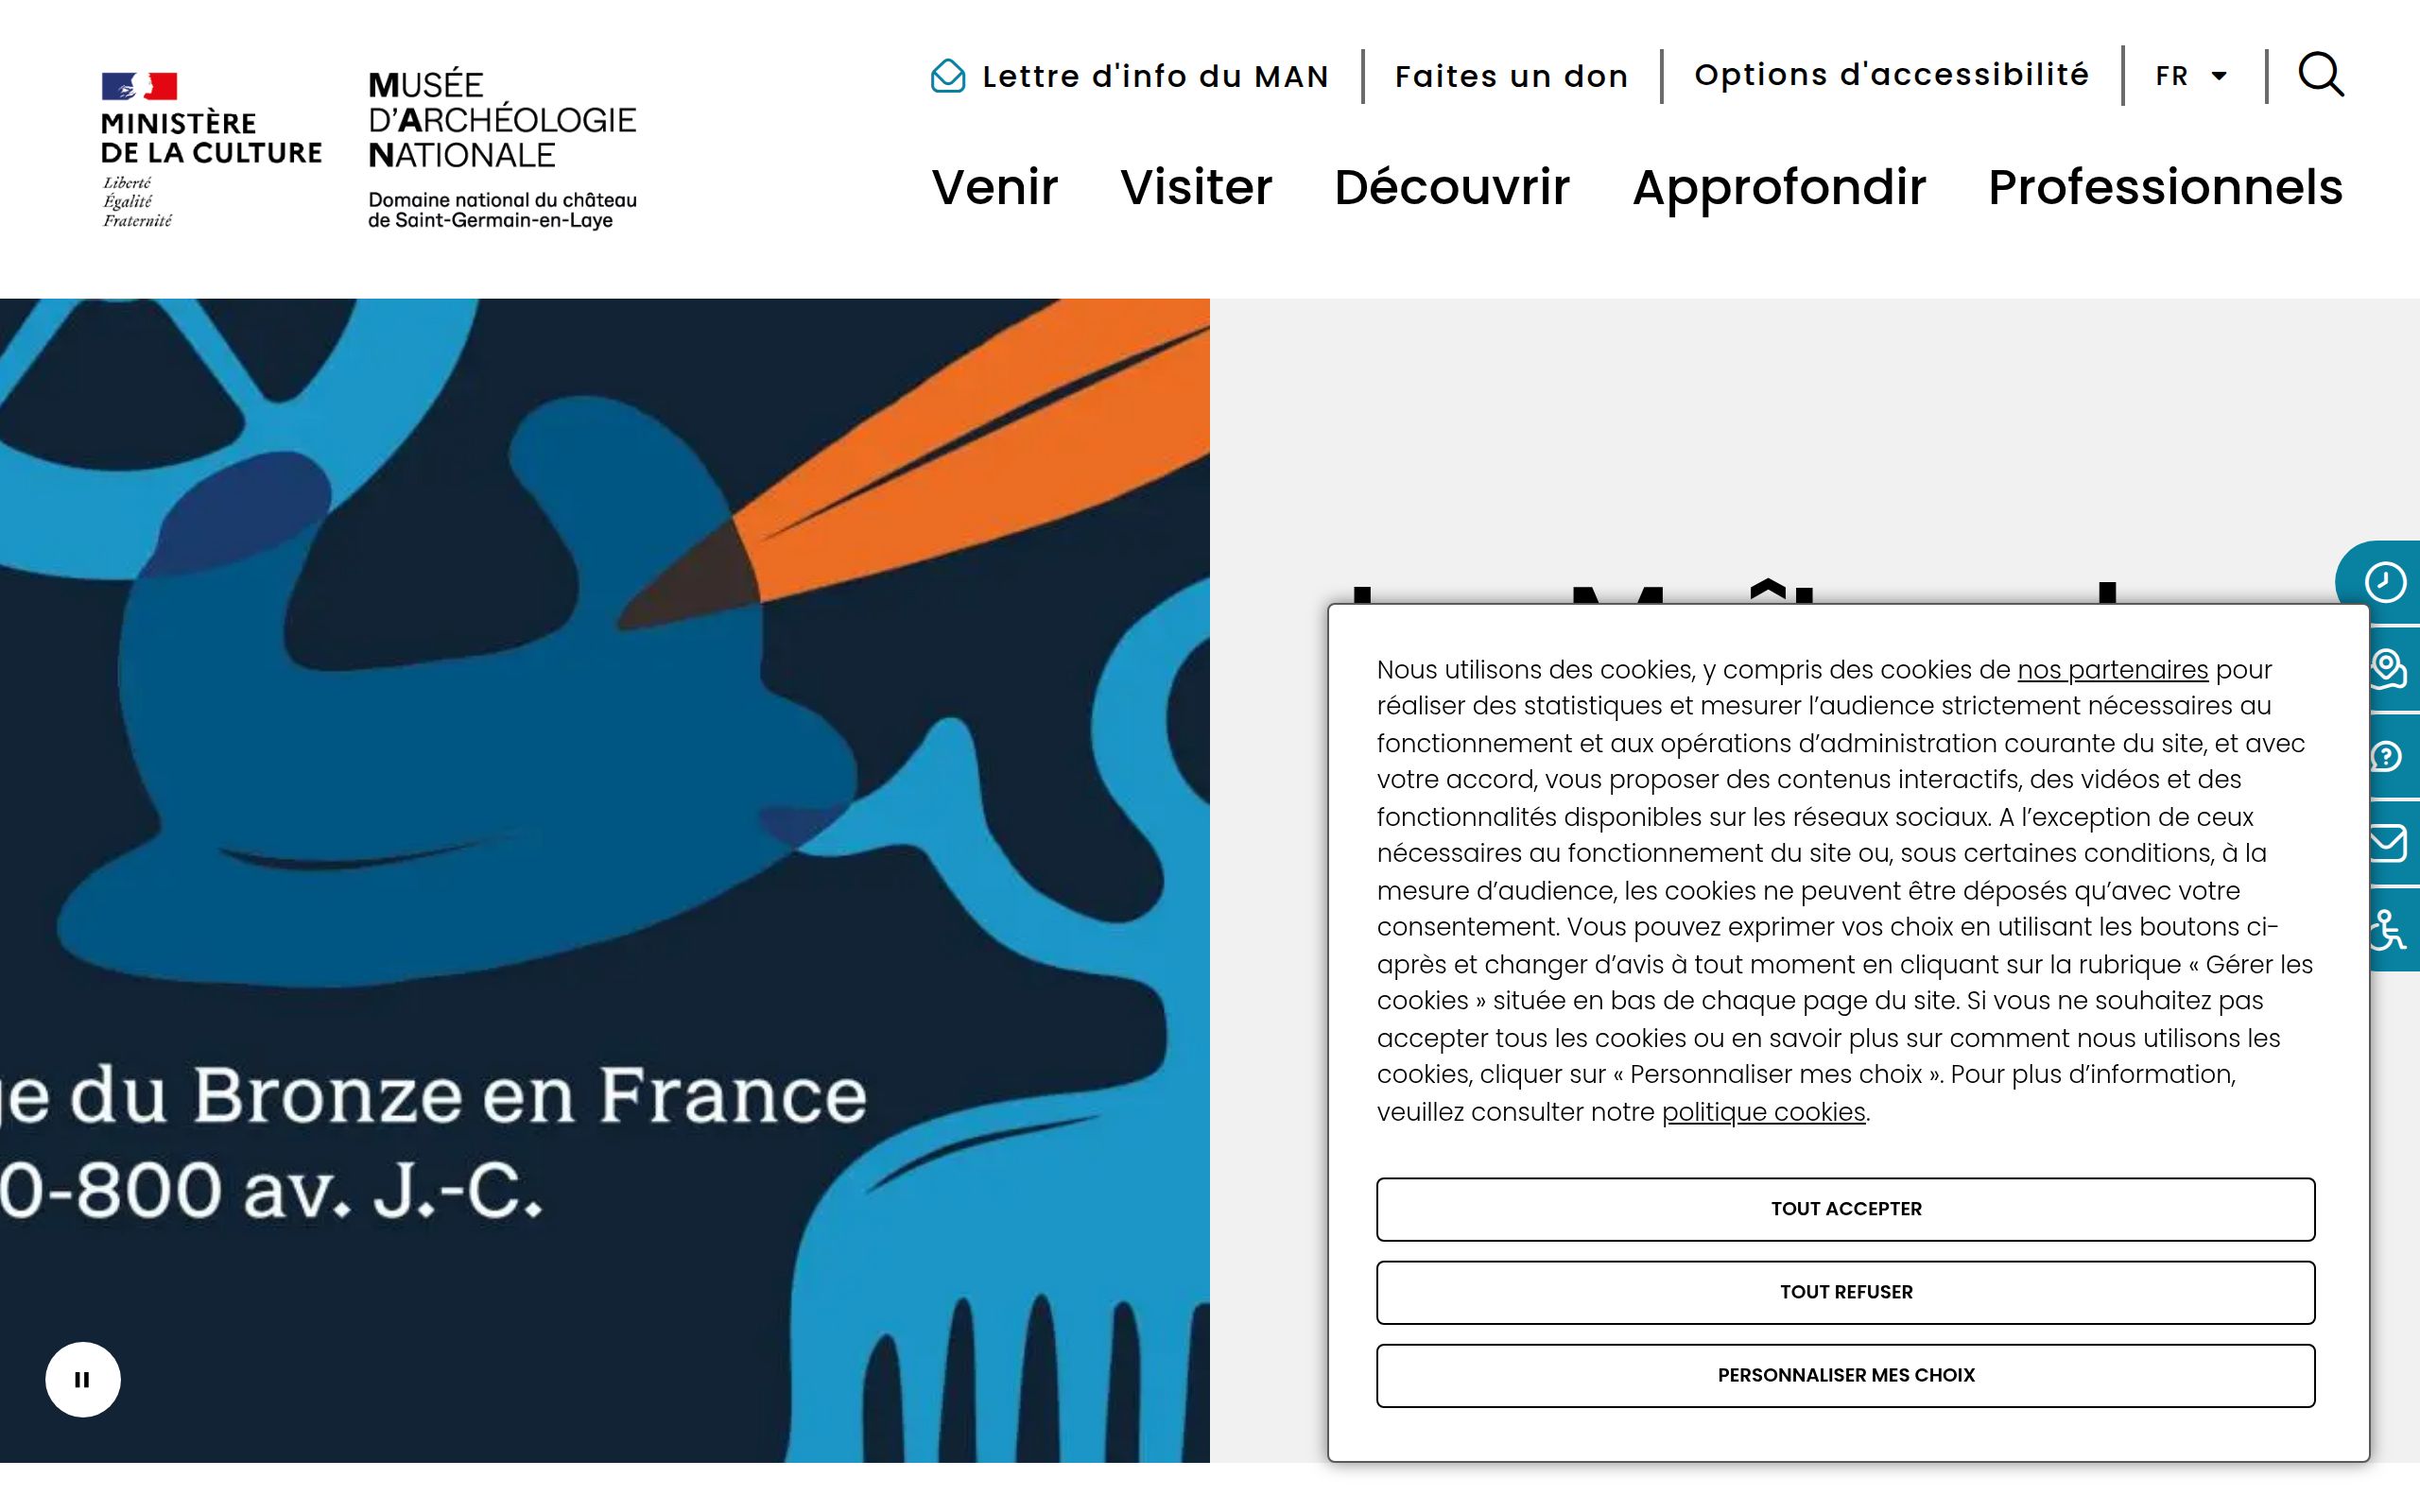 MINISTÈRE
DE LA CULTURE
Liberté
Égalité
Fraternité
MUSÉE
D'ARCHÉOLOGIE
NATIONALE
Domaine national du château
de Saint-Germain-en-Laye
Lettre d'info du MAN
Faites un don
Options d'accessibilité
FR
Venir
Visiter
Découvrir
Approfondir
Professionnels
du Bronze en France
0-800 av. J.-C.
Nous utilisons des cookies, y compris des cookies de nos partenaires pour
réaliser des statistiques et mesurer l’audience strictement nécessaires au
fonctionnement et aux opérations d’administration courante du site, et avec
votre accord, vous proposer des contenus interactifs, des vidéos et des
fonctionnalités disponibles sur les réseaux sociaux. A l’exception de ceux
nécessaires au fonctionnement du site ou, sous certaines conditions, à la
mesure d’audience, les cookies ne peuvent être déposés qu’avec votre
consentement. Vous pouvez exprimer vos choix en utilisant les boutons ci-
après et changer d’avis à tout moment en cliquant sur la rubrique « Gérer les
cookies » située en bas de chaque page du site. Si vous ne souhaitez pas
accepter tous les cookies ou en savoir plus sur comment nous utilisons les
cookies, cliquer sur « Personnaliser mes choix ». Pour plus d’information,
veuillez consulter notre politique cookies.
TOUT ACCEPTER
TOUT REFUSER
PERSONNALISER MES CHOIX